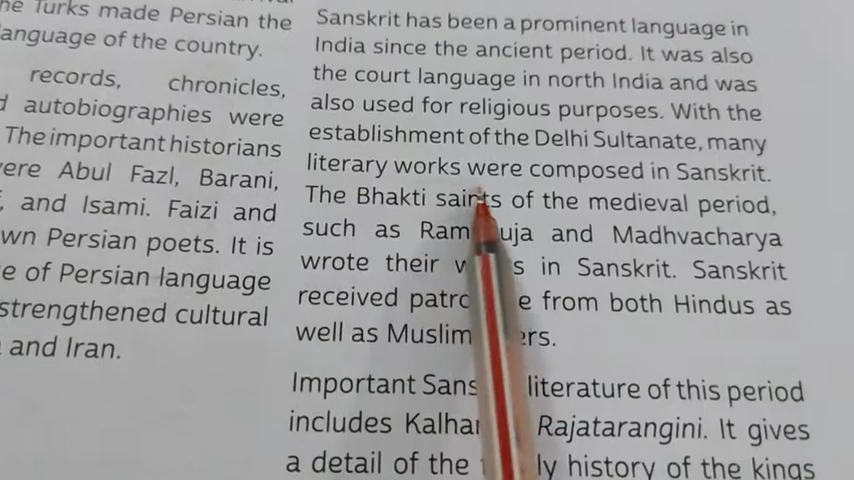 he Turks made Persian the
language of the country.
records, chronicles,
d autobiographies were
The important historians
were Abul Fazl, Barani,
, and Isami. Faizi and
wn Persian poets. It is
e of Persian language
strengthened cultural
and Iran.
Sanskrit has been a prominent language in
India since the ancient period. It was also
the court language in north India and was
also used for religious purposes. With the
establishment of the Delhi Sultanate, many
literary works were composed in Sanskrit.
The Bhakti saints of the medieval period,
such as Ram uja and Madhvacharya
wrote their w s in Sanskrit. Sanskrit
received patro e from both Hindus as
well as Muslim ers.
Important Sans literature of this period
includes Kalhan Rajatarangini. It gives
a detail of the ly history of the kings